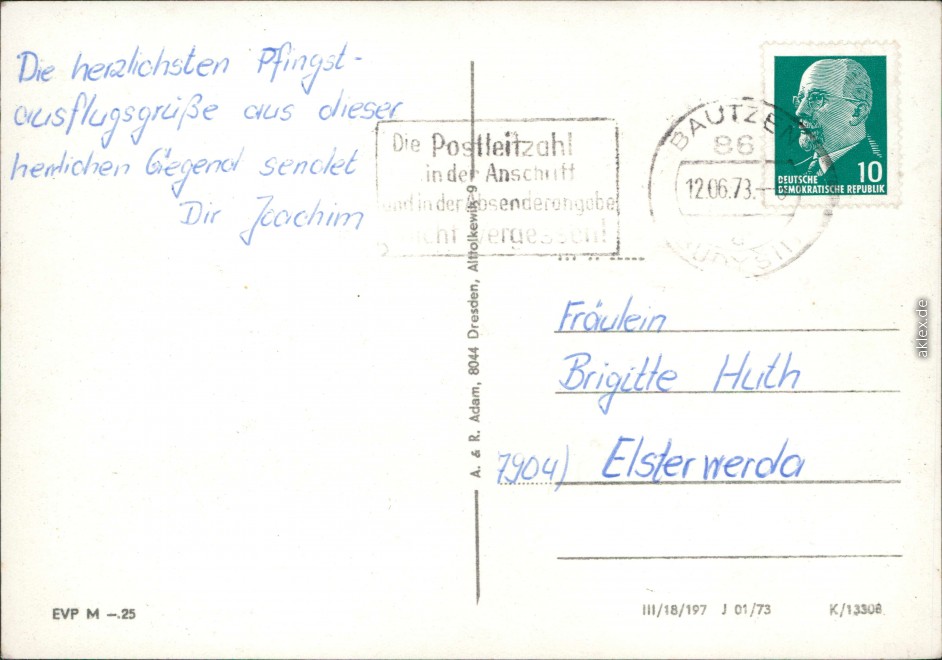 Die herzlichsten Pfingst-
ausflugsgrüße aus dieser
herrlichen Gegend sendet
Dir Joachim
Die Postleitzahl
in der Anschrift
und in der Absenderangabe
nicht vergessen!
BAUTZEN
86
12.06.73.-
DEUTSCHE
DEMOKRATISCHE REPUBLIK
10
A. & R. Adam, 8044 Dresden, Alttolkewitz 9
Fräulein
Brigitte Huth
7904) Elsterwerda
EVP M -.25
III/18/197 J 01/73 K/13308
aklex.de